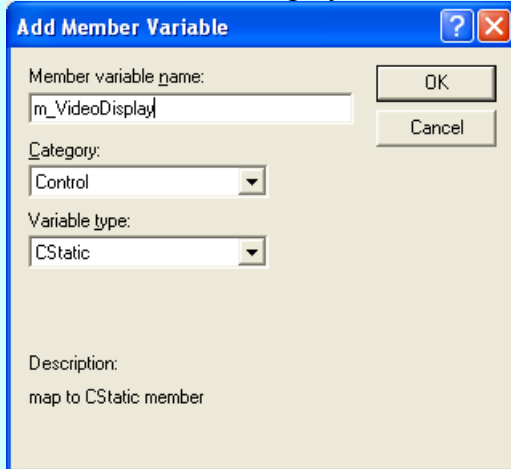 Add Member Variable
Member variable name:
m_VideoDisplay
OK
Cancel
Category:
Control
Variable type:
CStatic
Description:
map to CStatic member